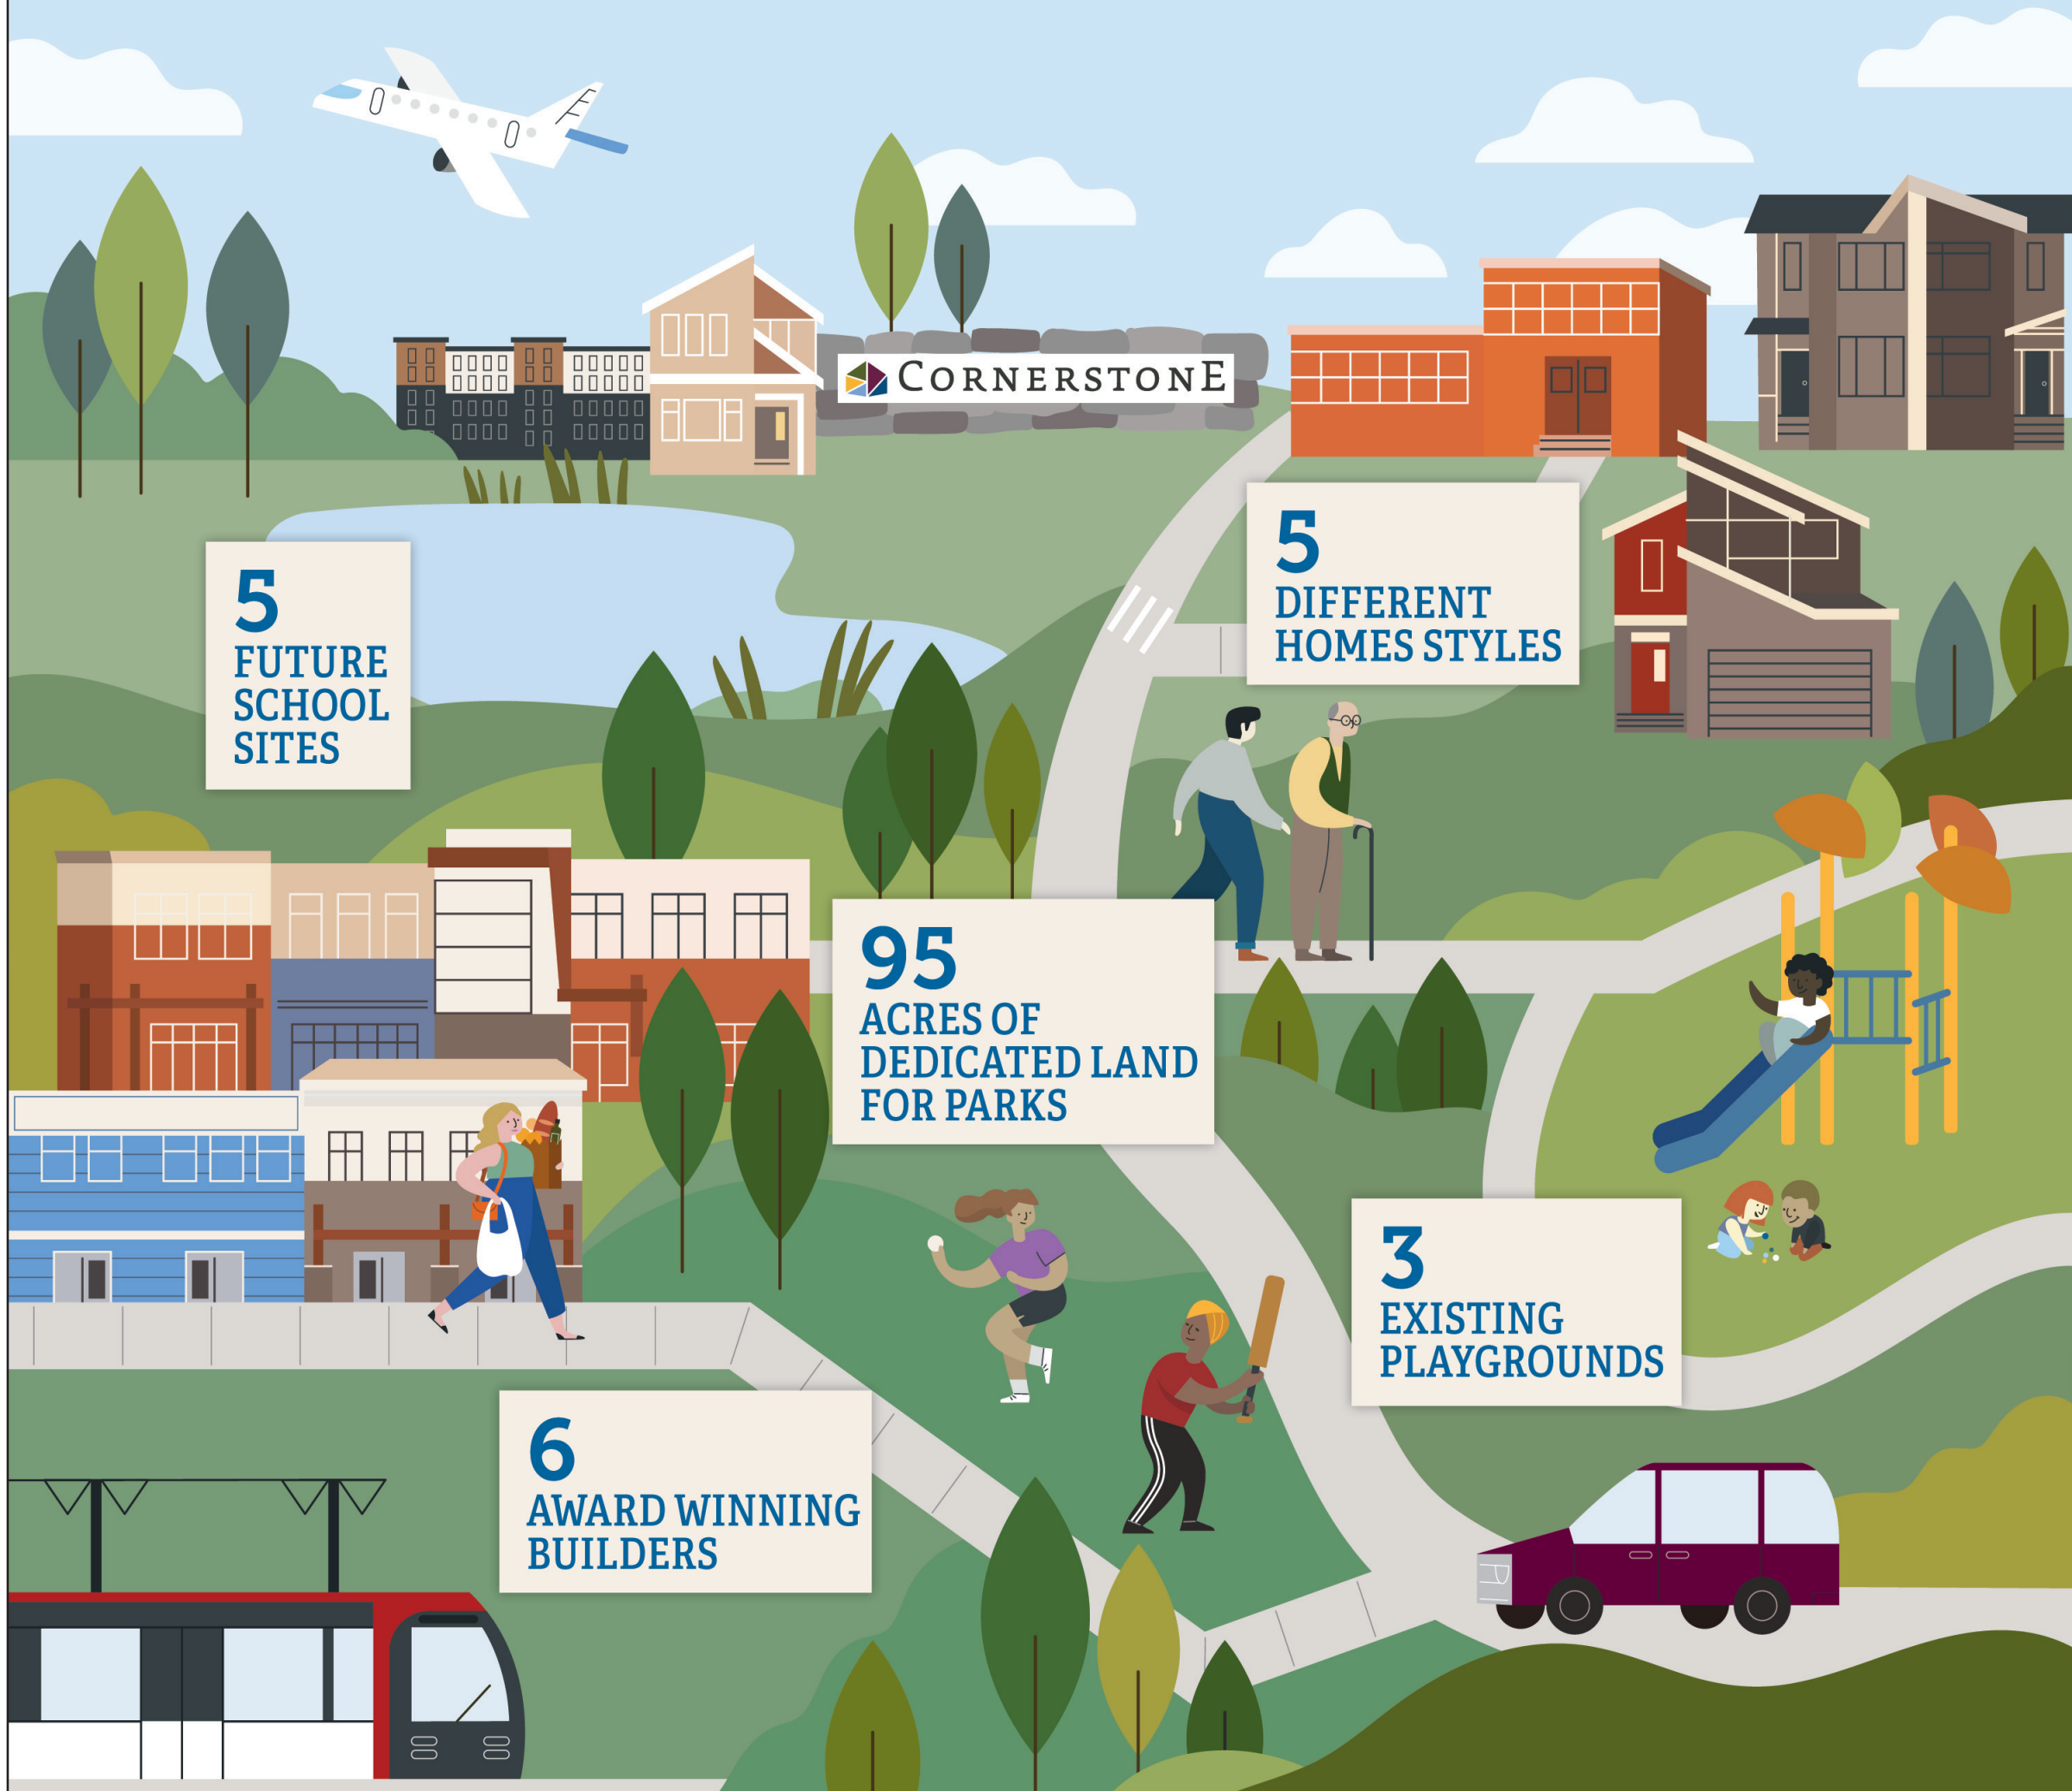 CORNERSTONE
5
FUTURE
SCHOOL
SITES
5
DIFFERENT
HOMES STYLES
95
ACRES OF
DEDICATED LAND
FOR PARKS
3
EXISTING
PLAYGROUNDS
6
AWARD WINNING
BUILDERS